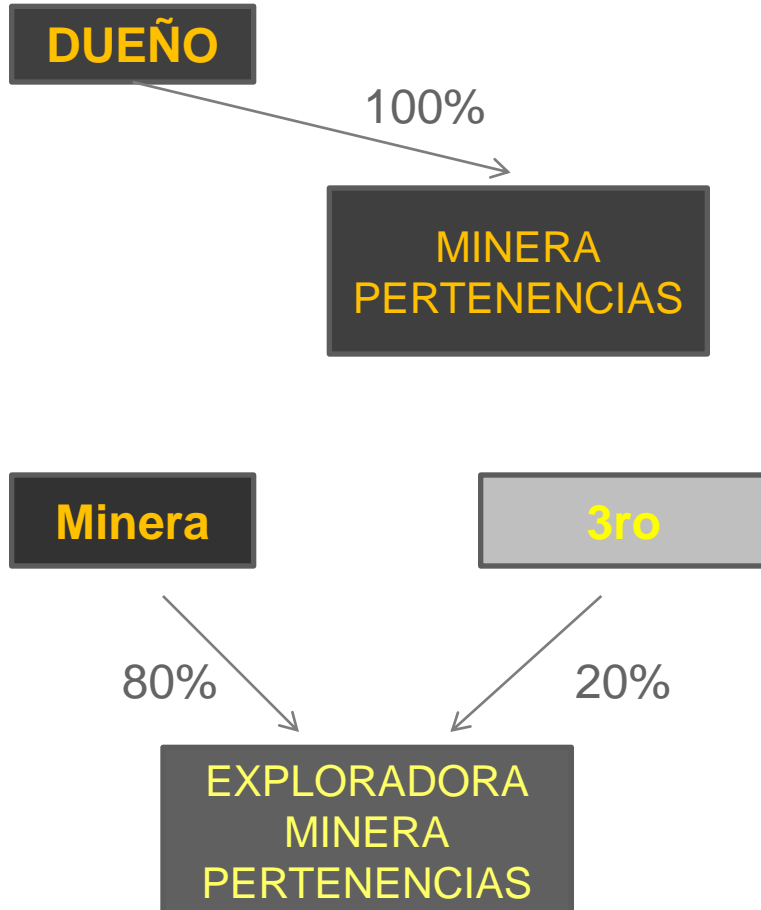 DUEÑO
100%
MINERA
PERTENENCIAS
Minera
3ro
80%
20%
EXPLORADORA
MINERA
PERTENENCIAS